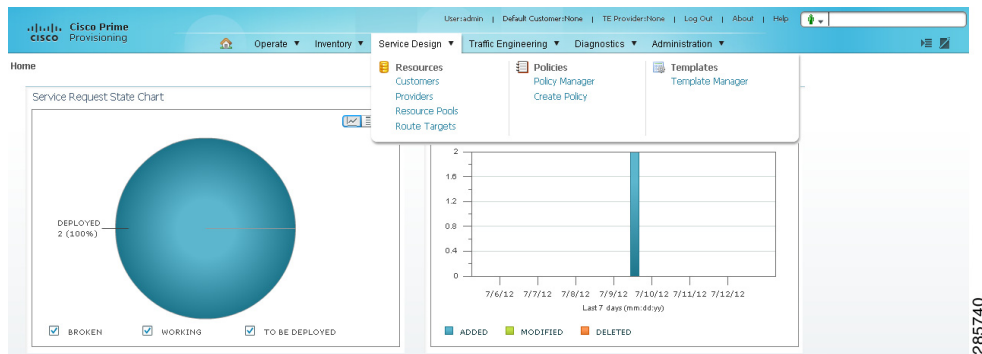 User:admin | Default Customer:None | TE Provider:None | Log Out | About | Help
cisco Cisco Prime
Provisioning
Operate ▼ Inventory ▼ Service Design ▼ Traffic Engineering ▼ Diagnostics ▼ Administration ▼
Home
Resources
Customers
Providers
Resource Pools
Route Targets
Policies
Policy Manager
Create Policy
Templates
Template Manager
Service Request State Chart
DEPLOYED
2 (100%)
BROKEN WORKING TO BE DEPLOYED
2
1.6
1.2
0.8
0.4
0
7/6/12 7/7/12 7/8/12 7/9/12 7/10/12 7/11/12 7/12/12
Last 7 days (mm:dd:yy)
ADDED MODIFIED DELETED
285740